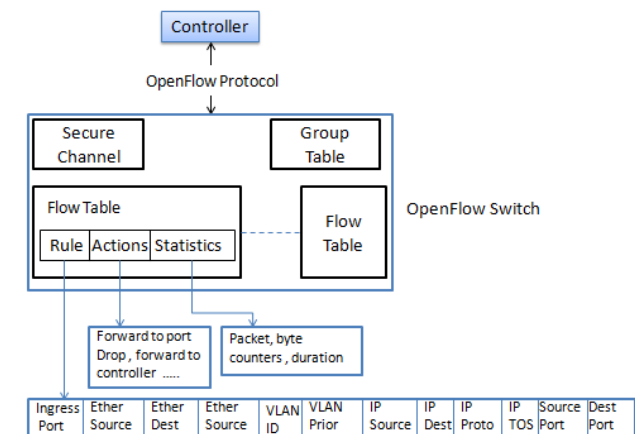 Controller
OpenFlow Protocol
Secure
Channel
Group
Table
Flow Table
Rule Actions Statistics
Flow
Table
OpenFlow Switch
Forward to port
Drop , forward to
controller .....
Packet, byte
counters , duration
Ingress Port
Ether Source
Ether Dest
Ether Source
VLAN ID
VLAN Prior
IP Source
IP Dest
IP Proto
IP TOS
Source Port
Dest Port